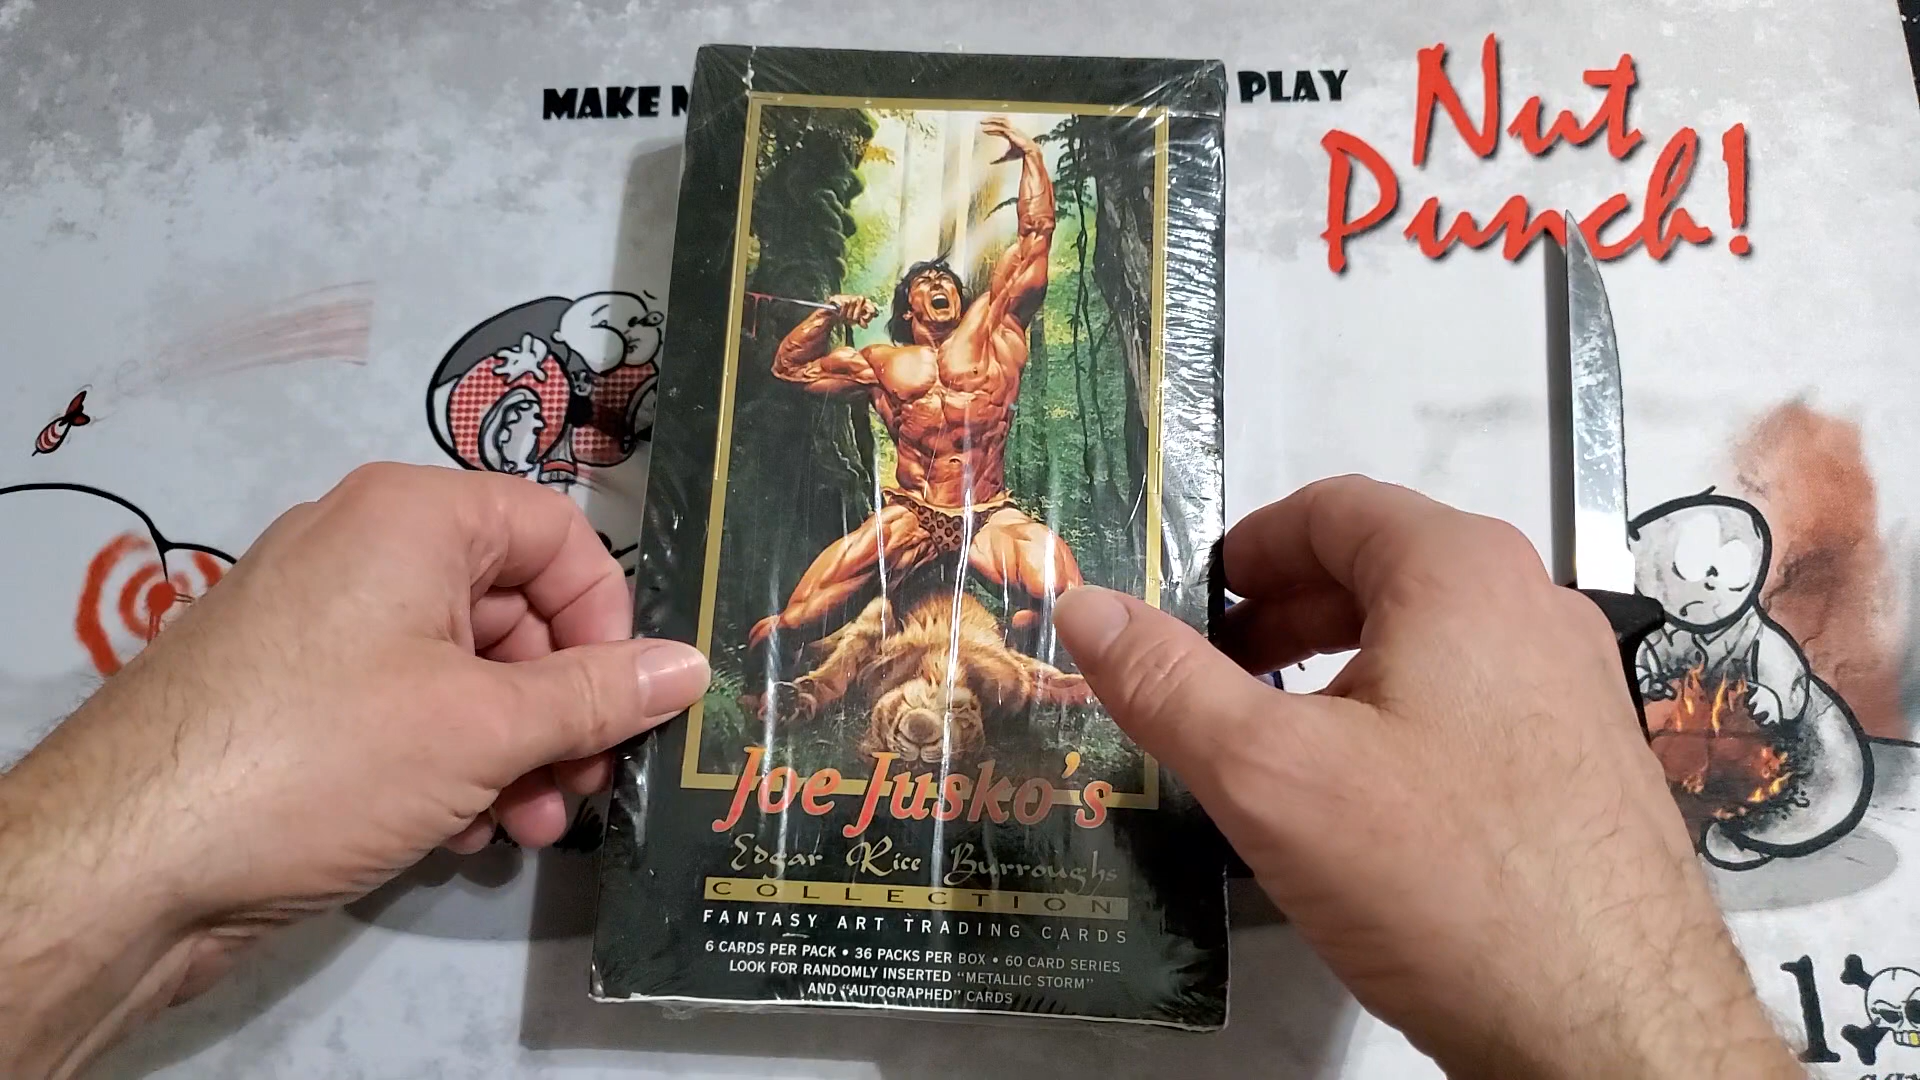 MAKE
PLAY
Nut
Punch!
Joe Jusko's
Edgar Rice Burroughs
COLLECTION
FANTASY ART TRADING CARDS
6 CARDS PER PACK • 36 PACKS PER BOX • 60 CARD SERIES
LOOK FOR RANDOMLY INSERTED "METALLIC STORM"
AND "AUTOGRAPHED" CARDS
1